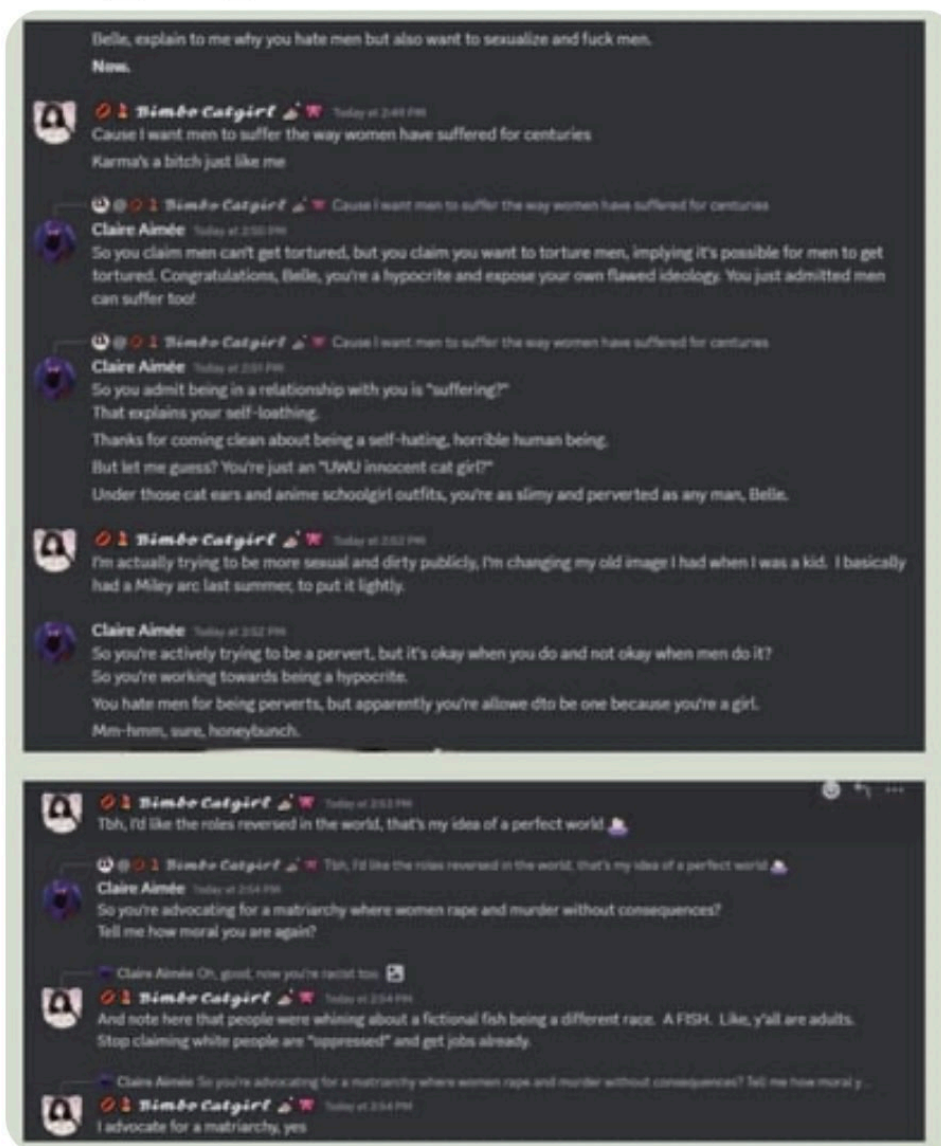 Belle, explain to me why you hate men but also want to sexualize and fuck men.
Now.
Bimbo Catgirl Today at 2:49 PM
Cause I want men to suffer the way women have suffered for centuries
Karma's a bitch just like me
@ Bimbo Catgirl Cause I want men to suffer the way women have suffered for centuries
Claire Aimée Today at 2:50 PM
So you claim men can't get tortured, but you claim you want to torture men, implying it's possible for men to get
tortured. Congratulations, Belle, you're a hypocrite and expose your own flawed ideology. You just admitted men
can suffer too!
@ Bimbo Catgirl Cause I want men to suffer the way women have suffered for centuries
Claire Aimée Today at 2:51 PM
So you admit being in a relationship with you is "suffering?"
That explains your self-loathing.
Thanks for coming clean about being a self-hating, horrible human being.
But let me guess? You're just an "UWU innocent cat girl?"
Under those cat ears and anime schoolgirl outfits, you're as slimy and perverted as any man, Belle.
Bimbo Catgirl Today at 2:52 PM
I'm actually trying to be more sexual and dirty publicly, I'm changing my old image I had when I was a kid. I basically
had a Miley arc last summer, to put it lightly.
Claire Aimée Today at 2:52 PM
So you're actively trying to be a pervert, but it's okay when you do and not okay when men do it?
So you're working towards being a hypocrite.
You hate men for being perverts, but apparently you're allowe dto be one because you're a girl.
Mm-hmm, sure, honeybunch.
Bimbo Catgirl Today at 2:53 PM
Tbh, I'd like the roles reversed in the world, that's my idea of a perfect world
@ Bimbo Catgirl Tbh, I'd like the roles reversed in the world, that's my idea of a perfect world
Claire Aimée Today at 2:54 PM
So you're advocating for a matriarchy where women rape and murder without consequences?
Tell me how moral you are again?
Claire Aimée Oh, good, now you're racist too
Bimbo Catgirl Today at 2:54 PM
And note here that people were whining about a fictional fish being a different race. A FISH. Like, y'all are adults.
Stop claiming white people are "oppressed" and get jobs already.
Claire Aimée So you're advocating for a matriarchy where women rape and murder without consequences? Tell me how moral y...
Bimbo Catgirl Today at 2:54 PM
I advocate for a matriarchy, yes